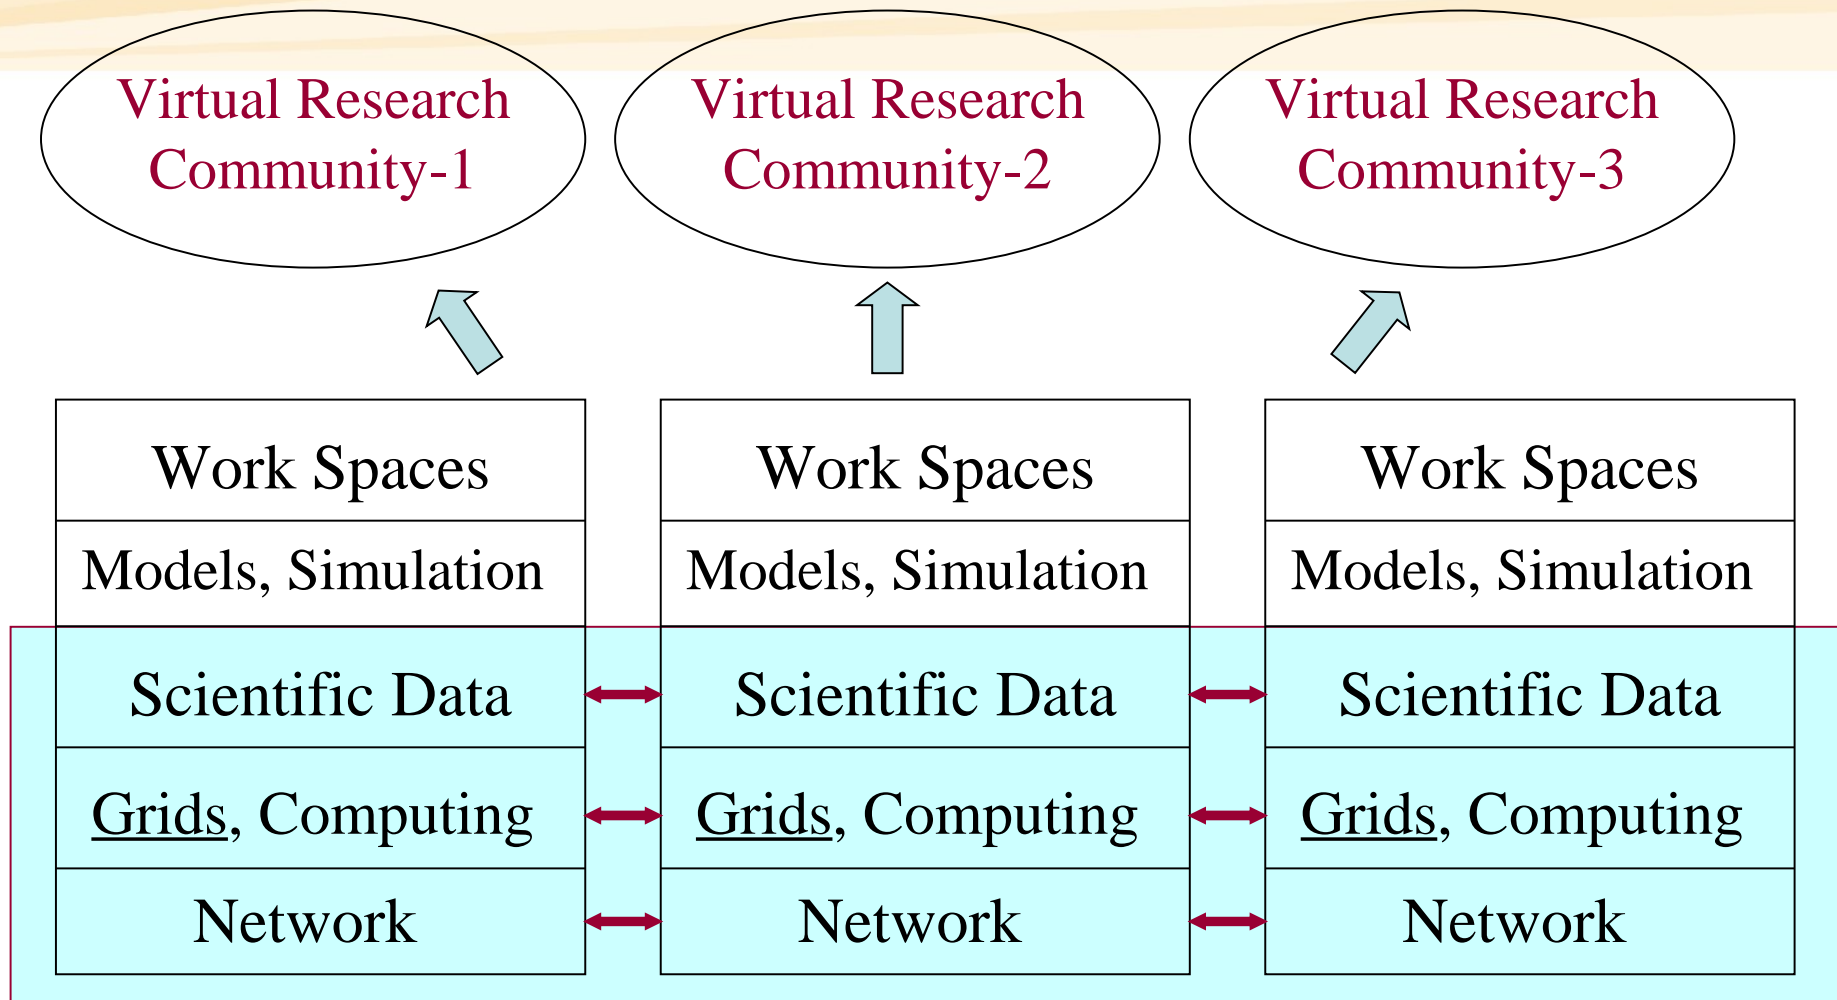 Virtual Research
Community-1
Virtual Research
Community-2
Virtual Research
Community-3
Work Spaces
Models, Simulation
Scientific Data
Grids, Computing
Network
Work Spaces
Models, Simulation
Scientific Data
Grids, Computing
Network
Work Spaces
Models, Simulation
Scientific Data
Grids, Computing
Network